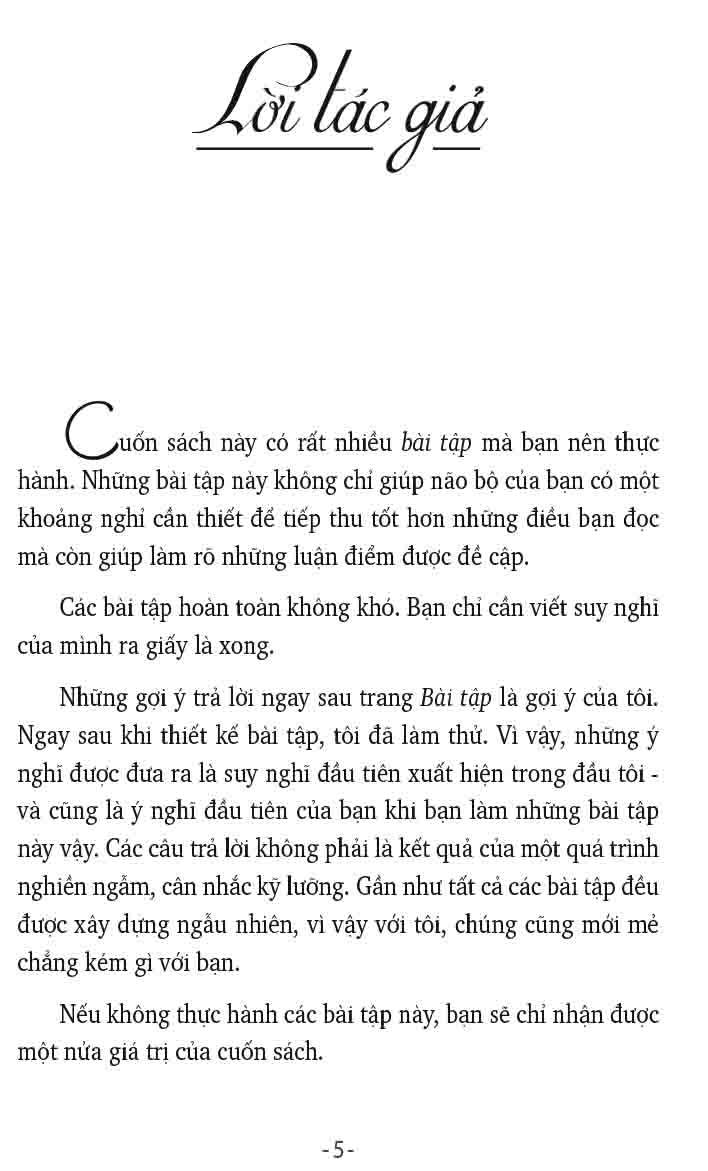 Lời tác giả
Cuốn sách này có rất nhiều bài tập mà bạn nên thực
hành. Những bài tập này không chỉ giúp não bộ của bạn có một
khoảng nghỉ cần thiết để tiếp thu tốt hơn những điều bạn đọc
mà còn giúp làm rõ những luận điểm được đề cập.
Các bài tập hoàn toàn không khó. Bạn chỉ cần viết suy nghĩ
của mình ra giấy là xong.
Những gợi ý trả lời ngay sau trang Bài tập là gợi ý của tôi.
Ngay sau khi thiết kế bài tập, tôi đã làm thử. Vì vậy, những ý
nghĩ được đưa ra là suy nghĩ đầu tiên xuất hiện trong đầu tôi -
và cũng là ý nghĩ đầu tiên của bạn khi bạn làm những bài tập
này vậy. Các câu trả lời không phải là kết quả của một quá trình
nghiền ngẫm, cân nhắc kỹ lưỡng. Gần như tất cả các bài tập đều
được xây dựng ngẫu nhiên, vì vậy với tôi, chúng cũng mới mẻ
chẳng kém gì với bạn.
Nếu không thực hành các bài tập này, bạn sẽ chỉ nhận được
một nửa giá trị của cuốn sách.
-5-